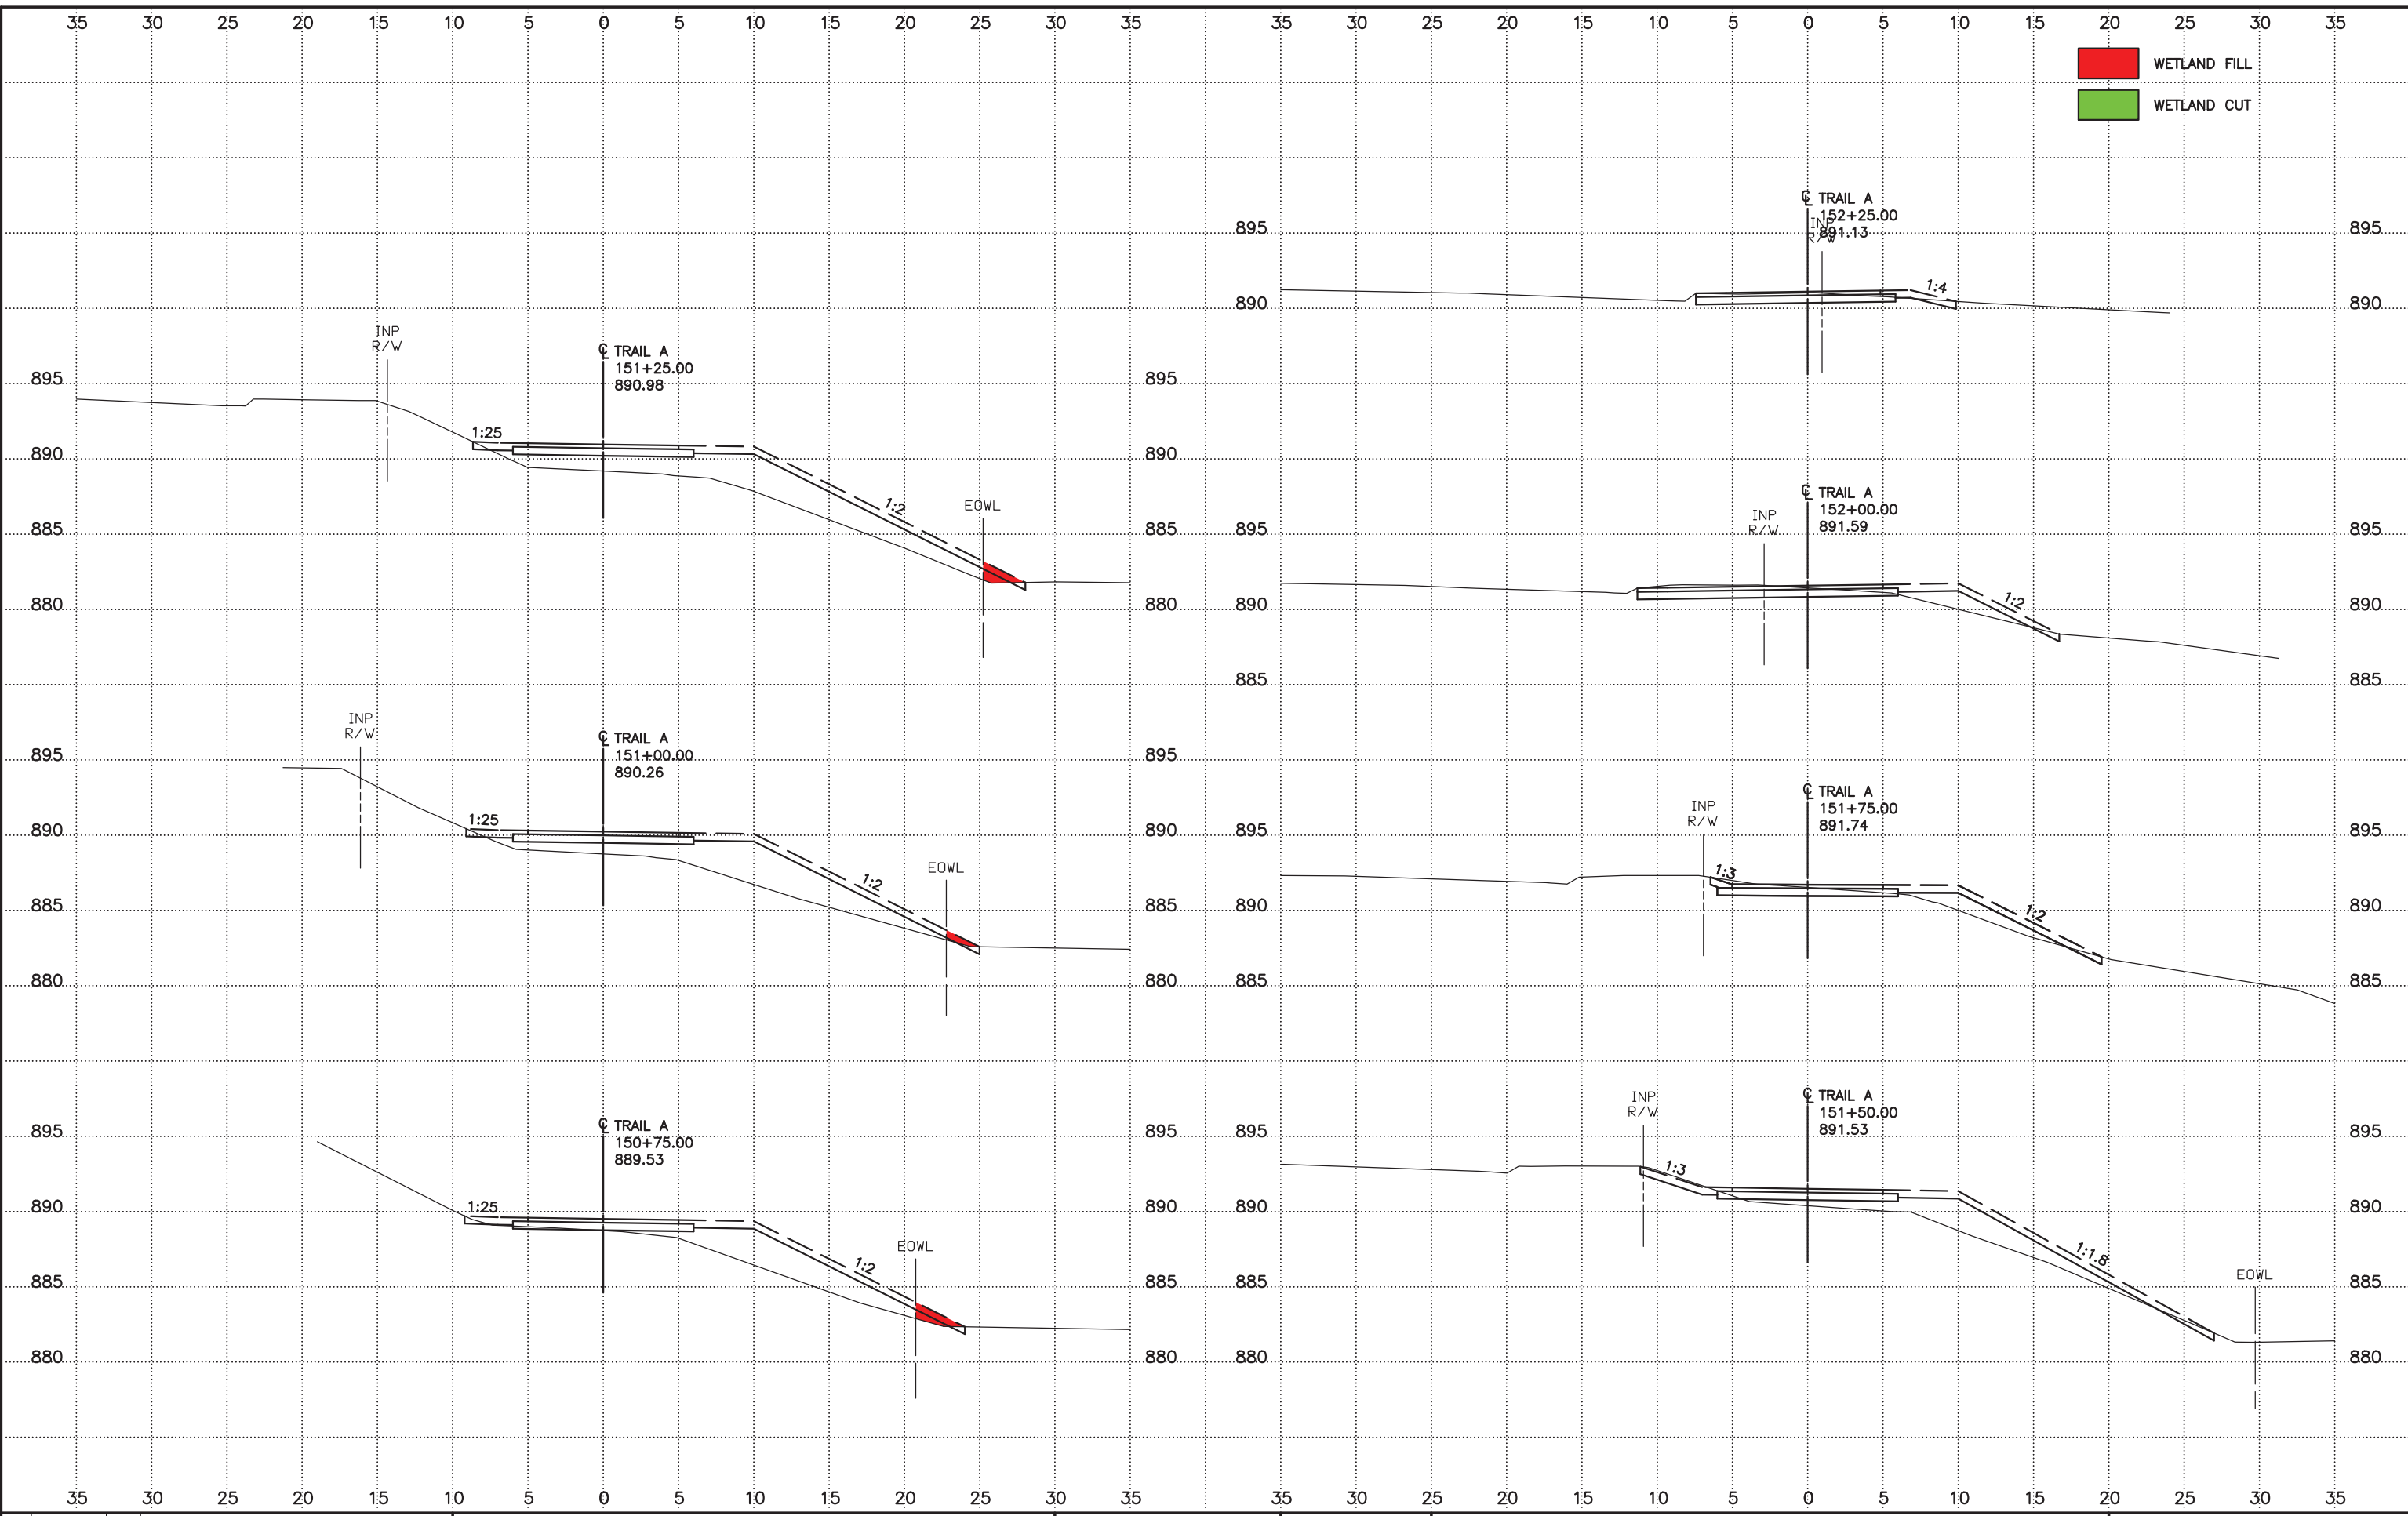 35 30 25 20 15 10 5 0 5 10 15 20 25 30 35 35 30 25 20 15 10 5 0 5 10 15 20 25 30 35
WETLAND FILL
WETLAND CUT
INP
R/W
℄ TRAIL A
151+25.00
890.98
895 895
1:25
890 890
1:2
EOWL
885 885
880 880
INP
R/W
℄ TRAIL A
151+00.00
890.26
895 895
1:25
890 890
1:2
EOWL
885 885
880 880
℄ TRAIL A
150+75.00
889.53
895 895
1:25
890 890
1:2
EOWL
885 885
880 880
℄ TRAIL A
152+25.00
891.13
INP
R/W
895 895
1:4
890 890
℄ TRAIL A
152+00.00
891.59
INP
R/W
895 895
1:2
890 890
885 885
℄ TRAIL A
151+75.00
891.74
INP
R/W
895 895
1:3
890 890
1:2
885 885
℄ TRAIL A
151+50.00
891.53
INP
R/W
895 895
1:3
890 890
1:1.8
EOWL
885 885
880 880
35 30 25 20 15 10 5 0 5 10 15 20 25 30 35 35 30 25 20 15 10 5 0 5 10 15 20 25 30 35